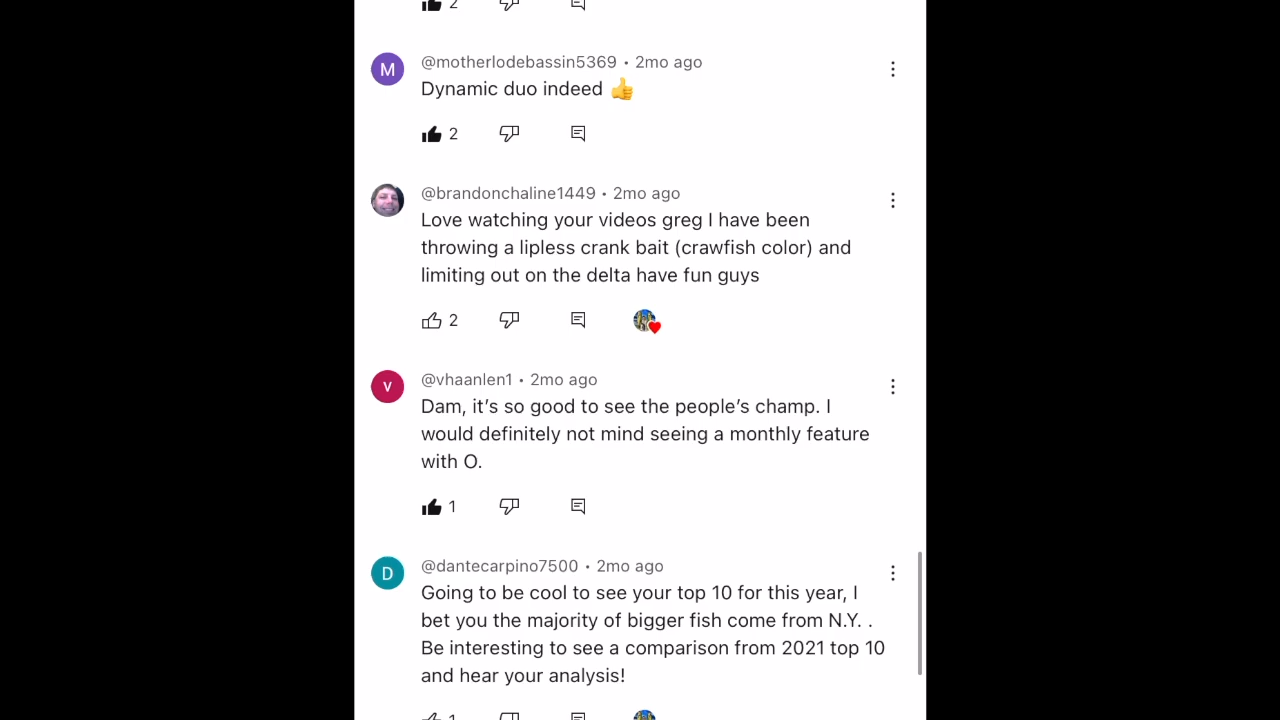 2
@motherlodebassin5369 • 2mo ago
M
Dynamic duo indeed 👍
2
@brandonchaline1449 • 2mo ago
Love watching your videos greg I have been
throwing a lipless crank bait (crawfish color) and
limiting out on the delta have fun guys
2
@vhaanlen1 • 2mo ago
v
Dam, it’s so good to see the people’s champ. I
would definitely not mind seeing a monthly feature
with O.
1
@dantecarpino7500 • 2mo ago
D
Going to be cool to see your top 10 for this year, I
bet you the majority of bigger fish come from N.Y. .
Be interesting to see a comparison from 2021 top 10
and hear your analysis!
1